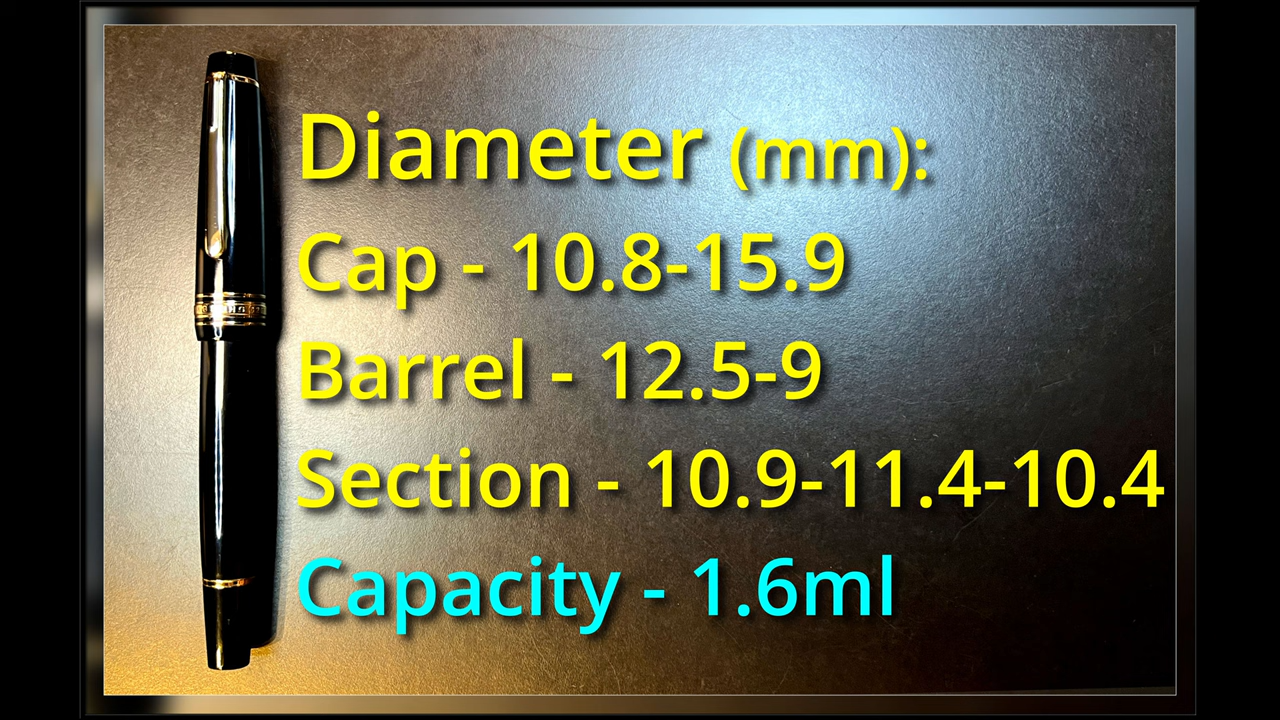 Diameter (mm):
Cap - 10.8-15.9
Barrel - 12.5-9
Section - 10.9-11.4-10.4
Capacity - 1.6ml